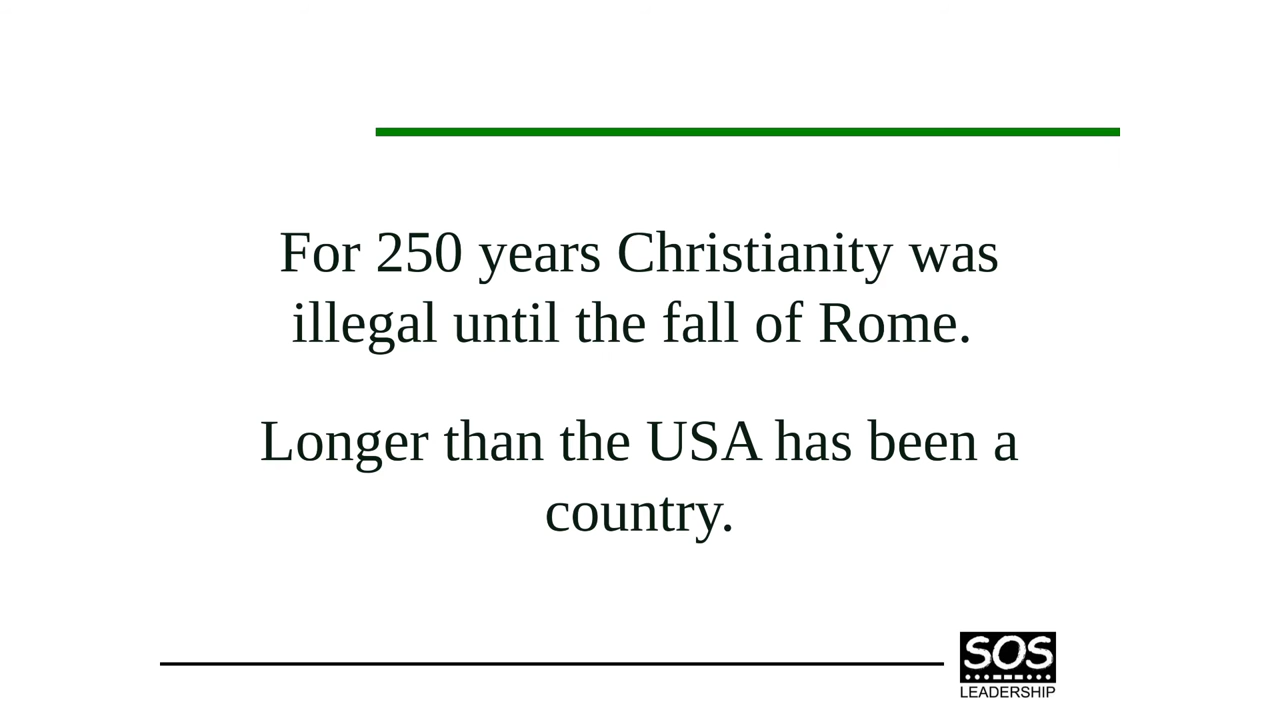 For 250 years Christianity was
illegal until the fall of Rome.
Longer than the USA has been a
country.
SOS
LEADERSHIP